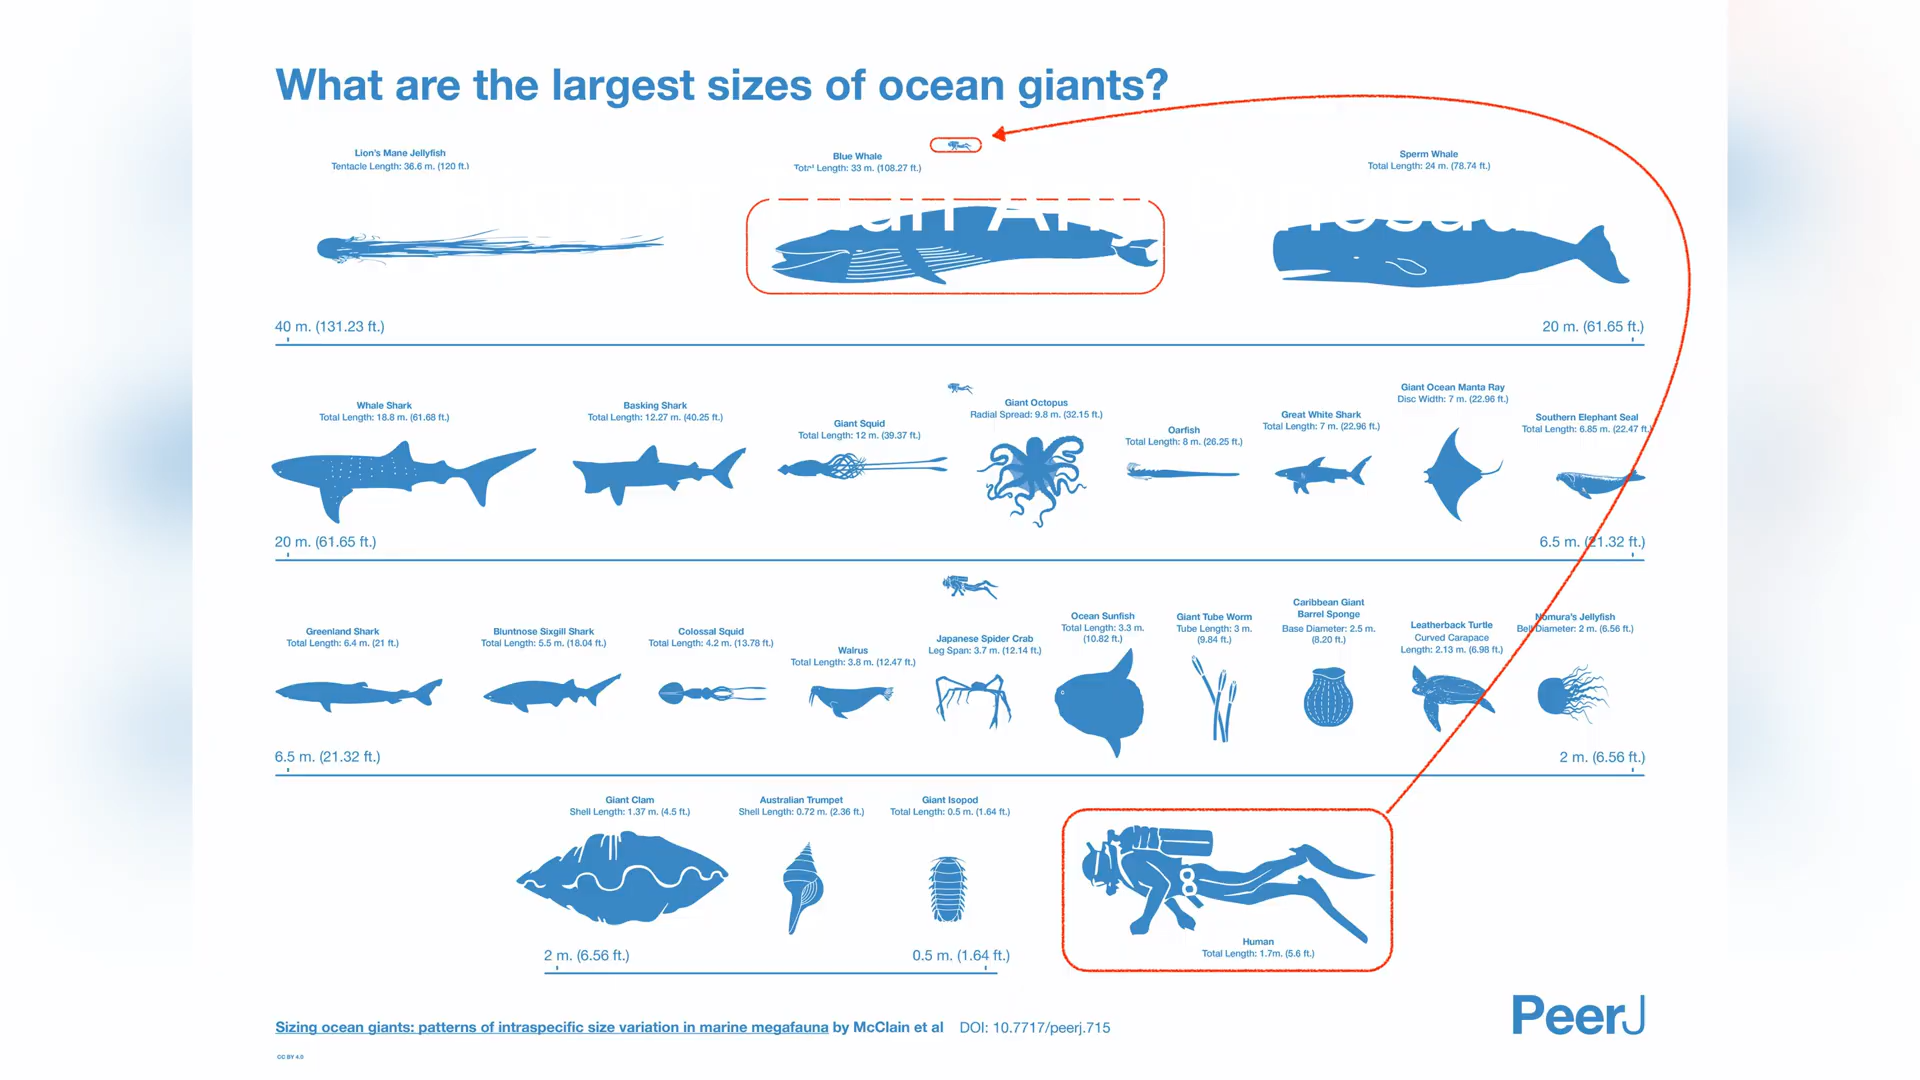 What are the largest sizes of ocean giants?
Lion's Mane Jellyfish
Tentacle Length: 36.6 m. (120 ft.)
Blue Whale
Total Length: 33 m. (108.27 ft.)
Sperm Whale
Total Length: 24 m. (78.74 ft.)
40 m. (131.23 ft.)
20 m. (61.65 ft.)
Whale Shark
Total Length: 18.8 m. (61.68 ft.)
Basking Shark
Total Length: 12.27 m. (40.25 ft.)
Giant Squid
Total Length: 12 m. (39.37 ft.)
Giant Octopus
Radial Spread: 9.8 m. (32.15 ft.)
Oarfish
Total Length: 8 m. (26.25 ft.)
Great White Shark
Total Length: 7 m. (22.96 ft.)
Giant Ocean Manta Ray
Disc Width: 7 m. (22.96 ft.)
Southern Elephant Seal
Total Length: 6.85 m. (22.47 ft.)
20 m. (61.65 ft.)
6.5 m. (21.32 ft.)
Greenland Shark
Total Length: 6.4 m. (21 ft.)
Bluntnose Sixgill Shark
Total Length: 5.5 m. (18.04 ft.)
Colossal Squid
Total Length: 4.2 m. (13.78 ft.)
Walrus
Total Length: 3.8 m. (12.47 ft.)
Japanese Spider Crab
Leg Span: 3.7 m. (12.14 ft.)
Ocean Sunfish
Total Length: 3.3 m.
(10.82 ft.)
Giant Tube Worm
Tube Length: 3 m.
(9.84 ft.)
Caribbean Giant
Barrel Sponge
Base Diameter: 2.5 m.
(8.20 ft.)
Leatherback Turtle
Curved Carapace
Length: 2.13 m. (6.98 ft.)
Nomura's Jellyfish
Bell Diameter: 2 m. (6.56 ft.)
6.5 m. (21.32 ft.)
2 m. (6.56 ft.)
Giant Clam
Shell Length: 1.37 m. (4.5 ft.)
Australian Trumpet
Shell Length: 0.72 m. (2.36 ft.)
Giant Isopod
Total Length: 0.5 m. (1.64 ft.)
2 m. (6.56 ft.)
0.5 m. (1.64 ft.)
Human
Total Length: 1.7m. (5.6 ft.)
Sizing ocean giants: patterns of intraspecific size variation in marine megafauna by McClain et al DOI: 10.7717/peerj.715
PeerJ
CC BY 4.0